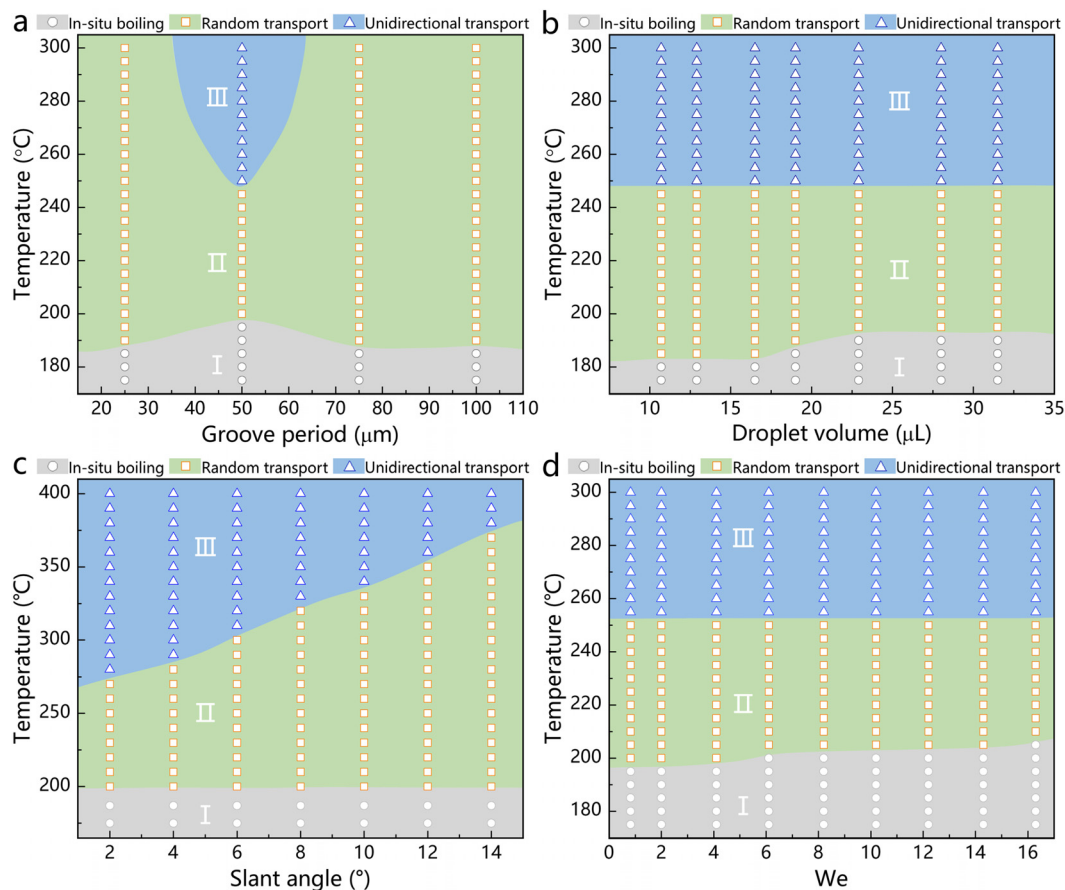 a
In-situ boiling Random transport Unidirectional transport
300
280
260
240
220
200
180
Temperature (°C)
III
II
I
20 30 40 50 60 70 80 90 100 110
Groove period (μm)
b
In-situ boiling Random transport Unidirectional transport
300
280
260
240
220
200
180
Temperature (°C)
III
II
I
10 15 20 25 30 35
Droplet volume (μL)
c
In-situ boiling Random transport Unidirectional transport
400
350
300
250
200
Temperature (°C)
III
II
I
2 4 6 8 10 12 14
Slant angle (°)
d
In-situ boiling Random transport Unidirectional transport
300
280
260
240
220
200
180
Temperature (°C)
III
II
I
0 2 4 6 8 10 12 14 16
We